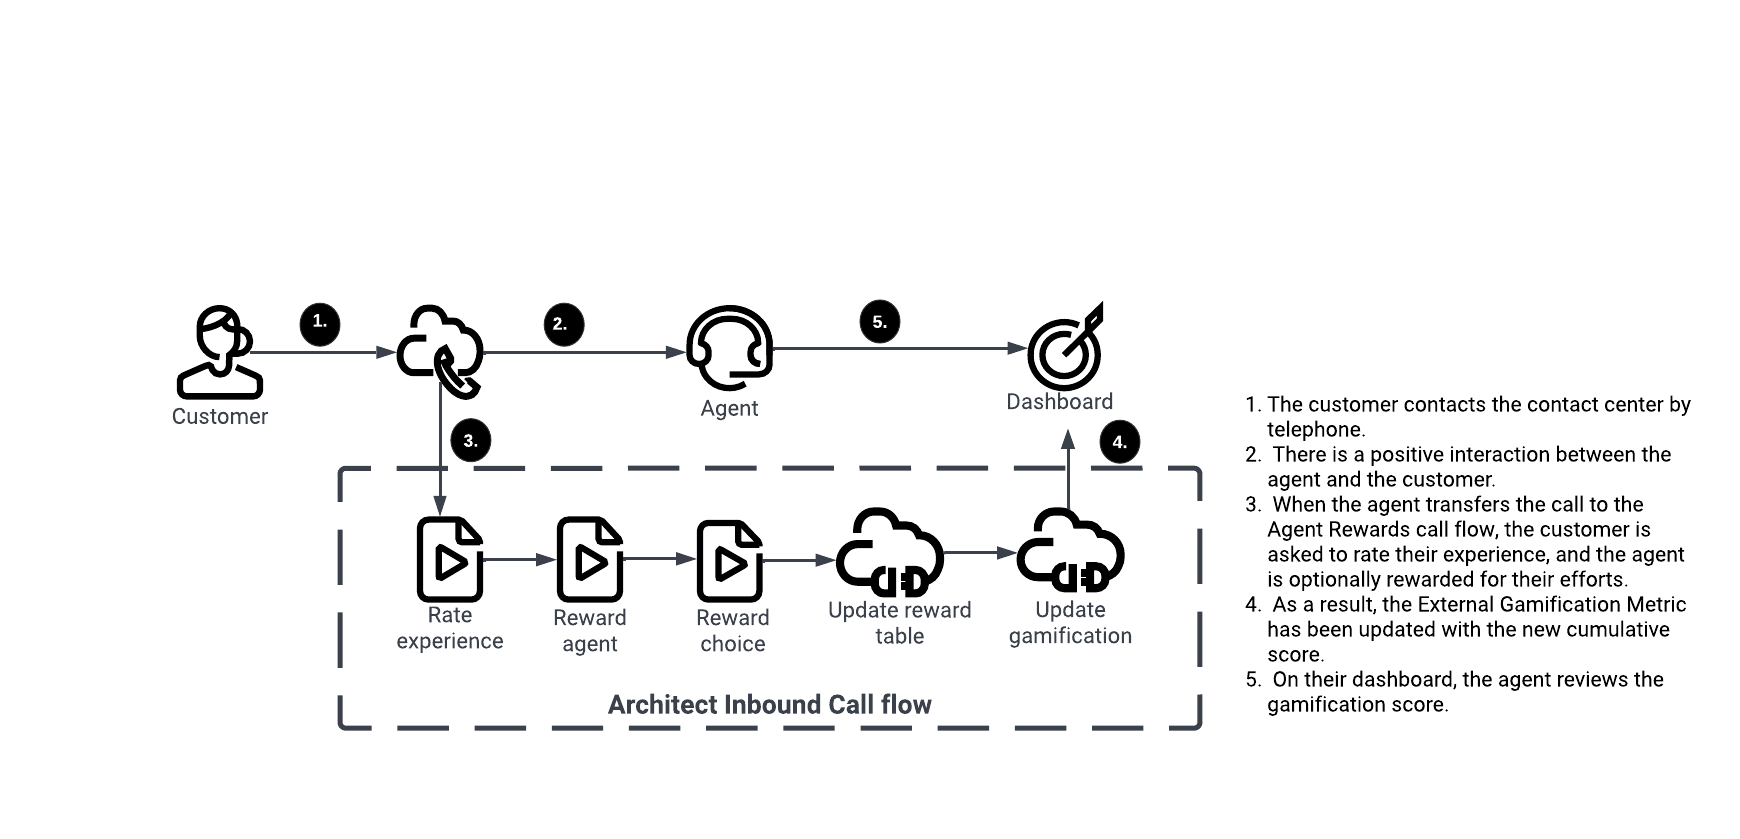 1.
2.
5.
Customer
Agent
Dashboard
3.
4.
Rate
experience
Reward
agent
Reward
choice
Update reward
table
Update
gamification
Architect Inbound Call flow
1. The customer contacts the contact center by
telephone.
2. There is a positive interaction between the
agent and the customer.
3. When the agent transfers the call to the
Agent Rewards call flow, the customer is
asked to rate their experience, and the agent
is optionally rewarded for their efforts.
4. As a result, the External Gamification Metric
has been updated with the new cumulative
score.
5. On their dashboard, the agent reviews the
gamification score.